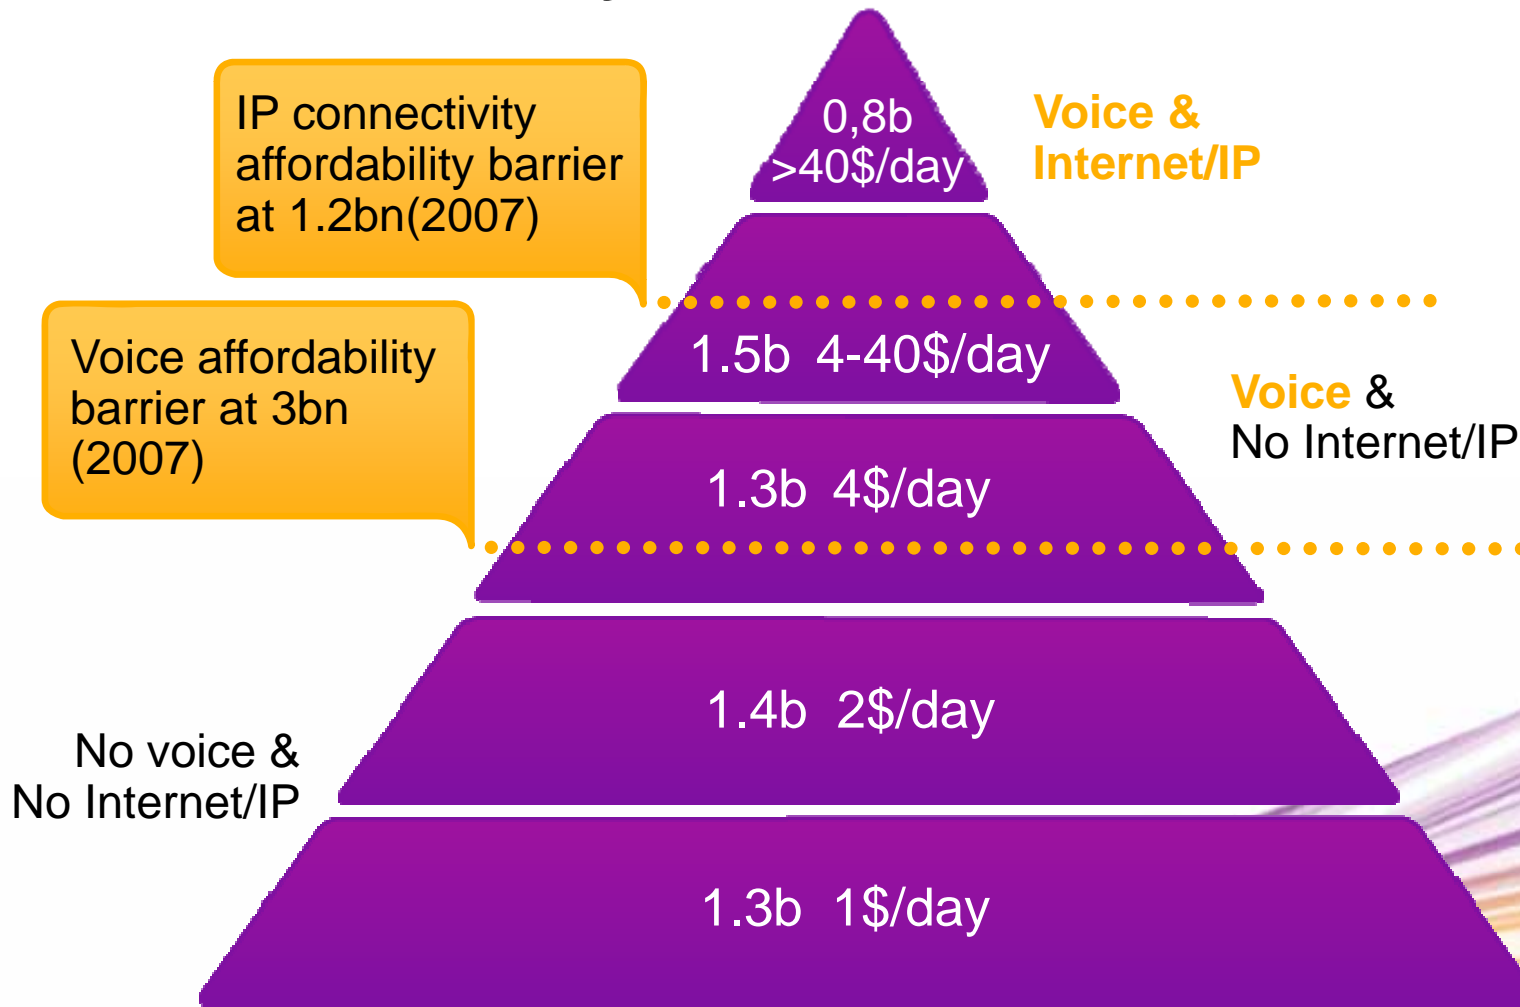 IP connectivity
affordability barrier
at 1.2bn(2007)
0,8b
>40$/day
Voice &
Internet/IP
Voice affordability
barrier at 3bn
(2007)
1.5b 4-40$/day
Voice &
No Internet/IP
1.3b 4$/day
1.4b 2$/day
No voice &
No Internet/IP
1.3b 1$/day